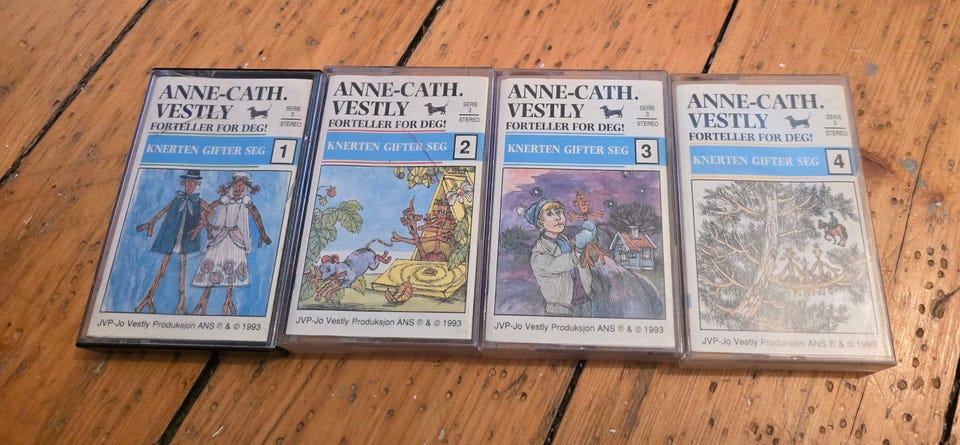 ANNE-CATH.
VESTLY
SERIE
3
STEREO
FORTELLER FOR DEG!
KNERTEN GIFTER SEG 1
JVP-Jo Vestly Produksjon ANS ℗ & © 1993
ANNE-CATH.
VESTLY
SERIE
3
STEREO
FORTELLER FOR DEG!
KNERTEN GIFTER SEG 2
JVP-Jo Vestly Produksjon ANS ℗ & © 1993
ANNE-CATH.
VESTLY
SERIE
3
STEREO
FORTELLER FOR DEG!
KNERTEN GIFTER SEG 3
JVP-Jo Vestly Produksjon ANS ℗ & © 1993
ANNE-CATH.
VESTLY
SERIE
3
STEREO
FORTELLER FOR DEG!
KNERTEN GIFTER SEG 4
JVP-Jo Vestly Produksjon ANS ℗ & © 1993